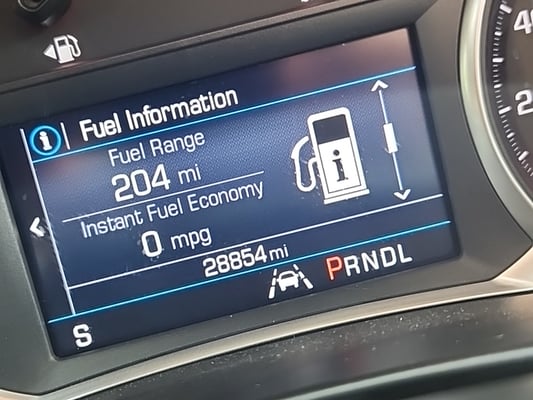 Fuel Information
Fuel Range
204 mi
Instant Fuel Economy
0 mpg
28854 mi
PRNDL
S